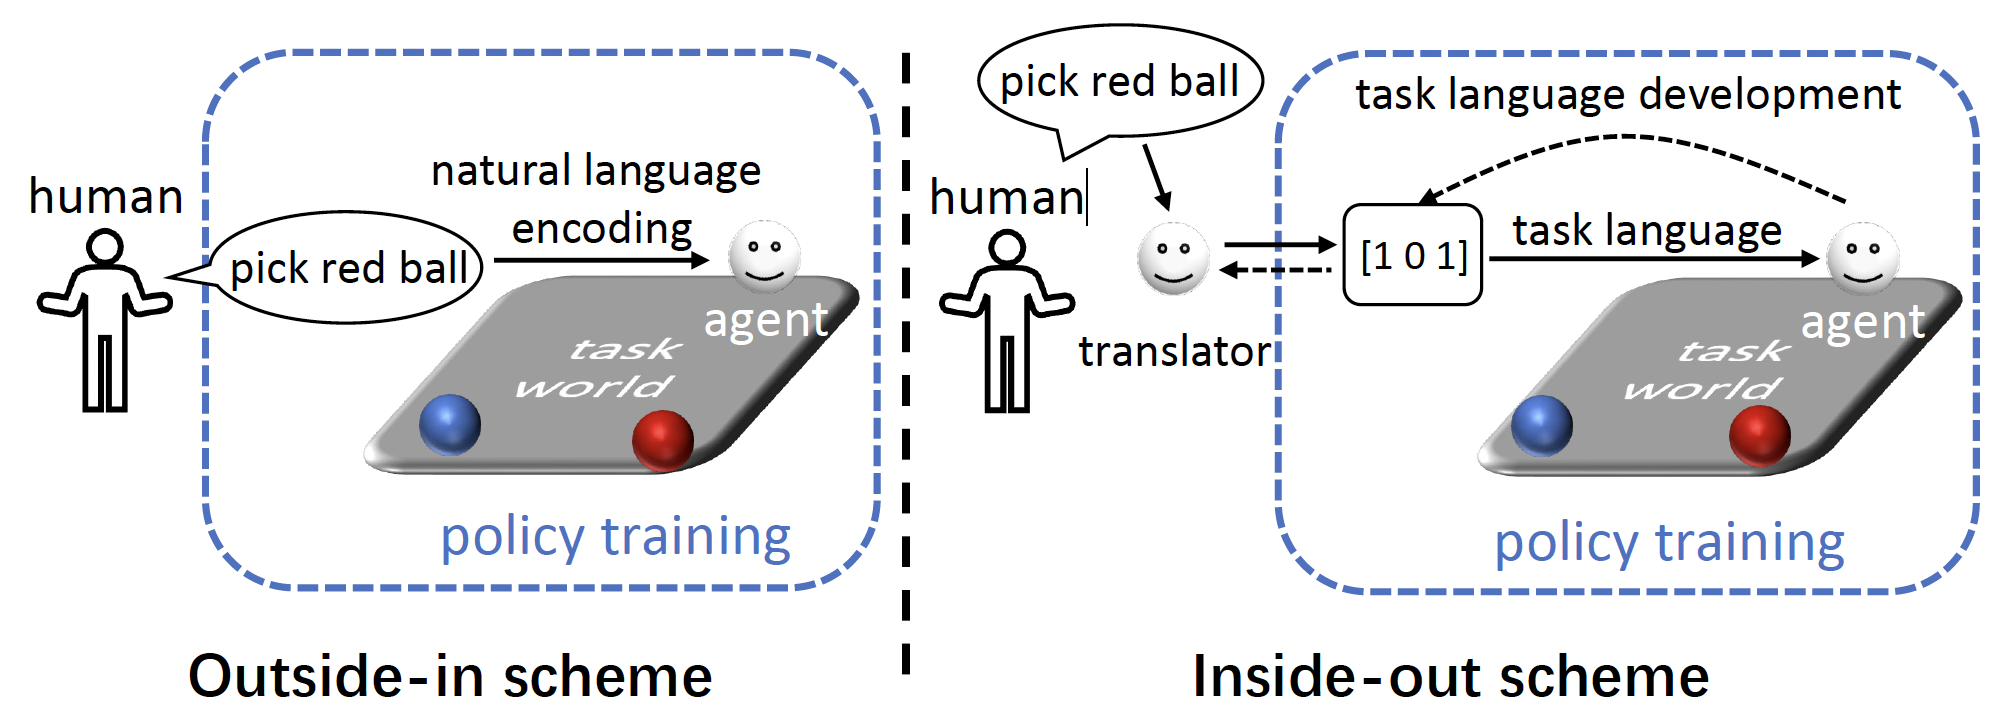 human
pick red ball
natural language
encoding
agent
task
world
policy training
Outside-in scheme
pick red ball
human
translator
task language development
[1 0 1]
task language
agent
task
world
policy training
Inside-out scheme